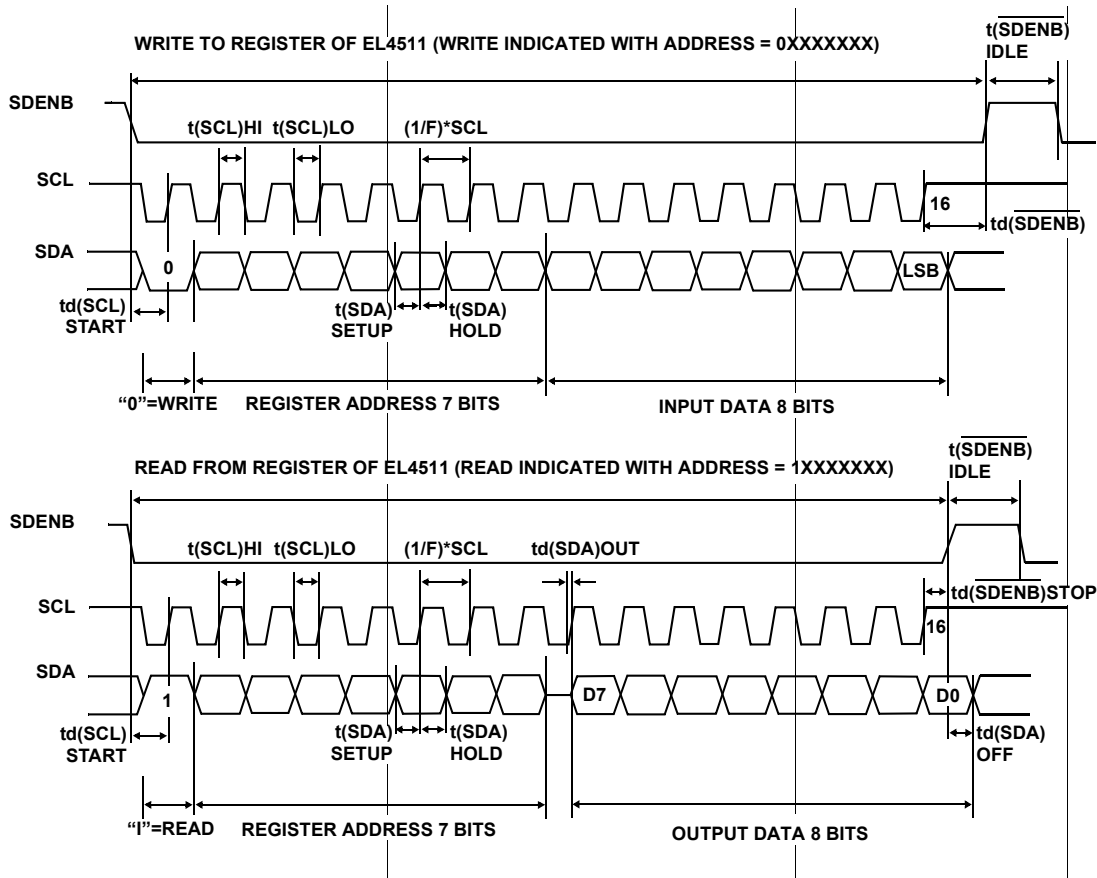 WRITE TO REGISTER OF EL4511 (WRITE INDICATED WITH ADDRESS = 0XXXXXXX)
t(SDENB)
IDLE
SDENB
t(SCL)HI
t(SCL)LO
(1/F)*SCL
SCL
16
td(SDENB)
SDA
0
LSB
td(SCL)
START
t(SDA)
SETUP
t(SDA)
HOLD
“0”=WRITE
REGISTER ADDRESS 7 BITS
INPUT DATA 8 BITS
READ FROM REGISTER OF EL4511 (READ INDICATED WITH ADDRESS = 1XXXXXXX)
t(SDENB)
IDLE
SDENB
t(SCL)HI
t(SCL)LO
(1/F)*SCL
td(SDA)OUT
SCL
td(SDENB)STOP
16
SDA
1
D7
D0
td(SCL)
START
t(SDA)
SETUP
t(SDA)
HOLD
td(SDA)
OFF
“I”=READ
REGISTER ADDRESS 7 BITS
OUTPUT DATA 8 BITS